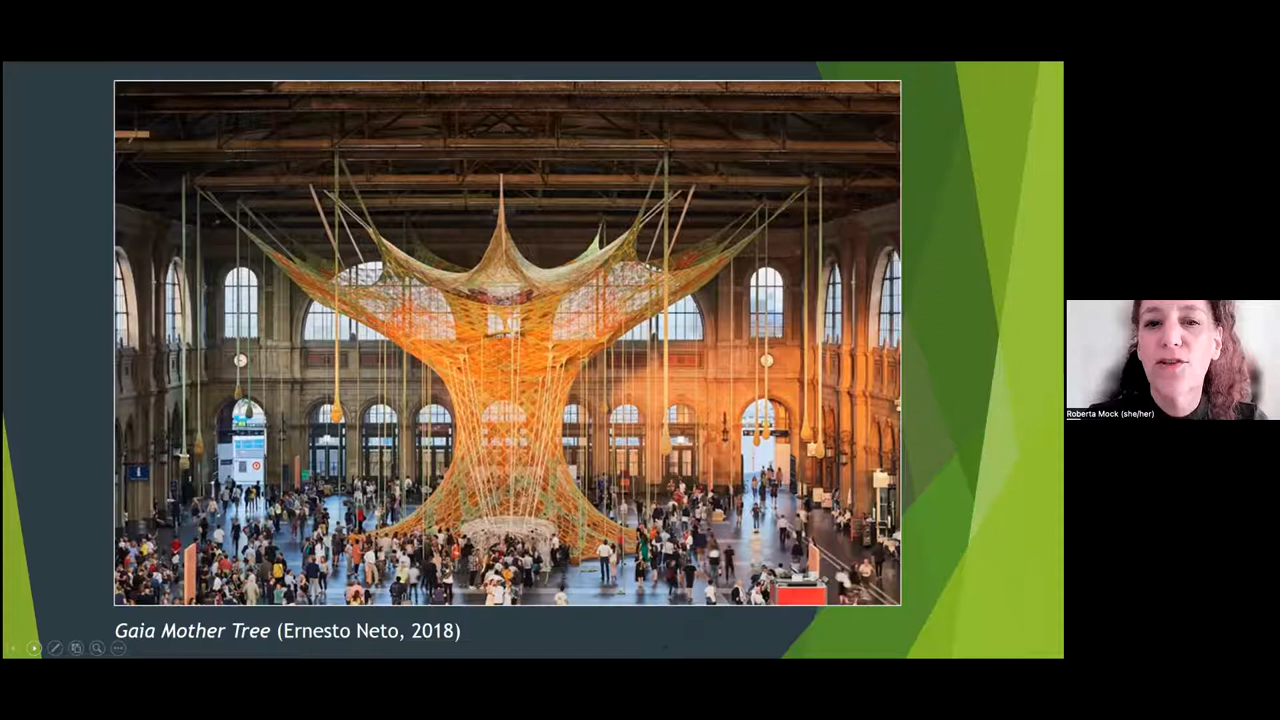 Gaia Mother Tree (Ernesto Neto, 2018)
Roberta Mock (she/her)